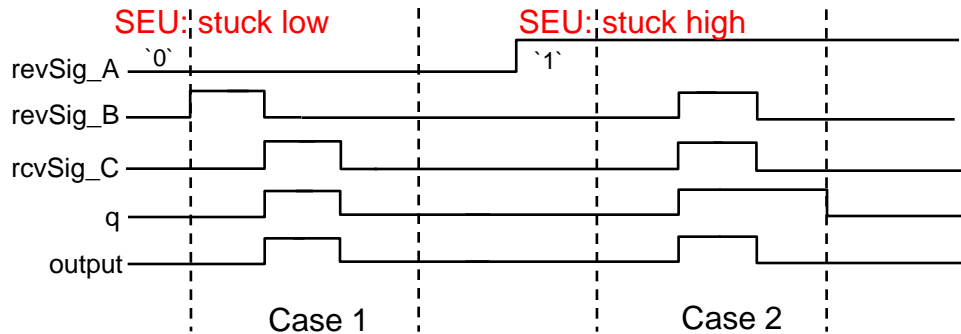 SEU: stuck low SEU: stuck high
`0` `1`
revSig_A
revSig_B
rcvSig_C
q
output
Case 1 Case 2